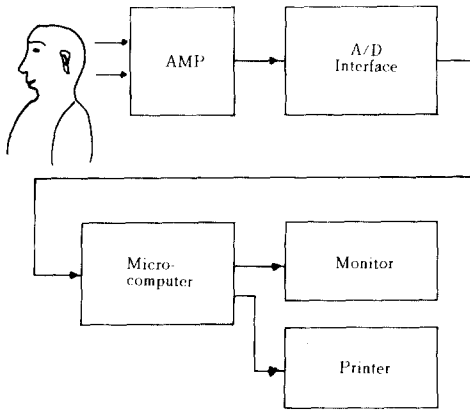 AMP
A/D
Interface
Micro-
computer
Monitor
Printer